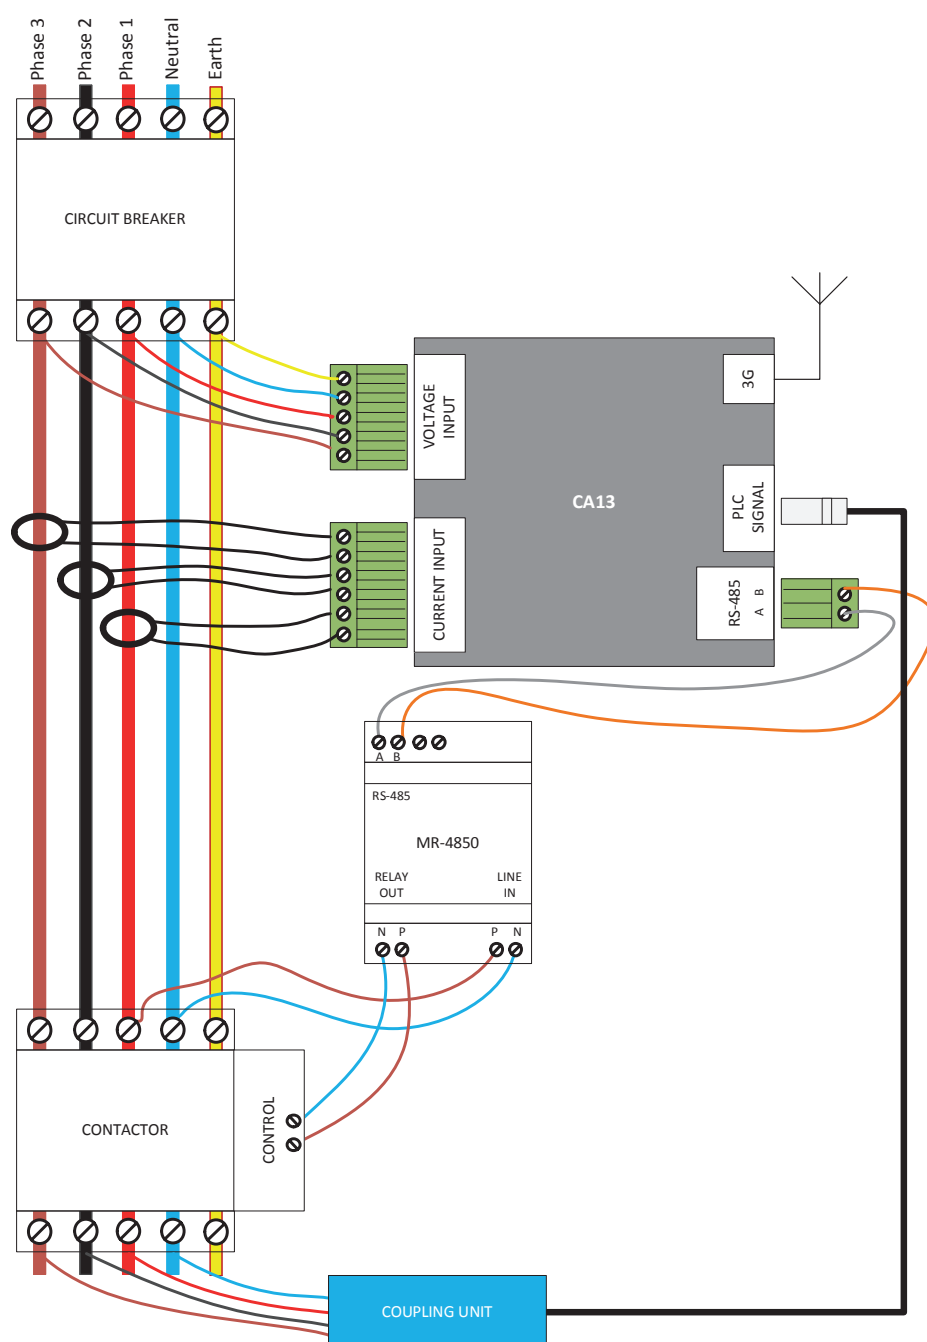 Phase 3
Phase 2
Phase 1
Neutral
Earth
CIRCUIT BREAKER
VOLTAGE
INPUT
3G
CA13
PLC
SIGNAL
CURRENT INPUT
RS-485
A B
A B
RS-485
MR-4850
RELAY
OUT
LINE
IN
N P
P N
CONTACTOR
CONTROL
COUPLING UNIT